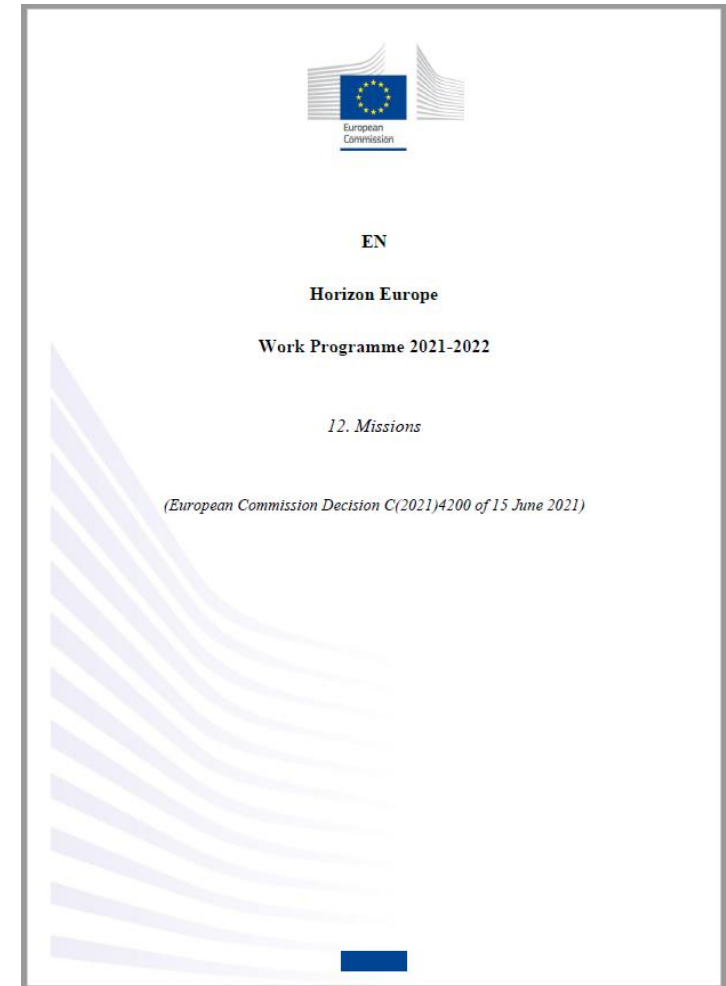 European
Commission
EN
Horizon Europe
Work Programme 2021-2022
12. Missions
(European Commission Decision C(2021)4200 of 15 June 2021)